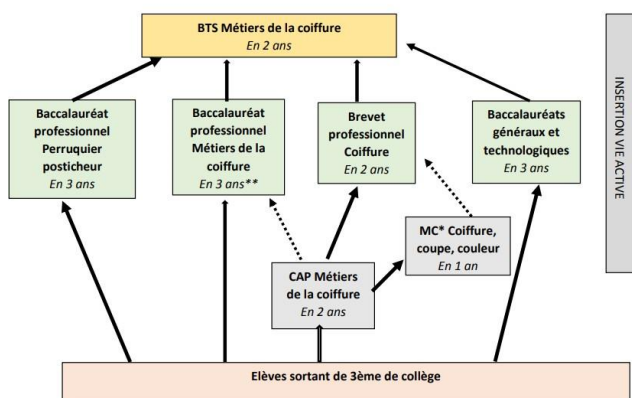 BTS Métiers de la coiffure
En 2 ans
Baccalauréat
professionnel
Perruquier
posticheur
En 3 ans
Baccalauréat
professionnel
Métiers de la
coiffure
En 3 ans**
Brevet
professionnel
Coiffure
En 2 ans
Baccalauréats
généraux et
technologiques
En 3 ans
INSERTION VIE ACTIVE
MC* Coiffure,
coupe, couleur
En 1 an
CAP Métiers
de la coiffure
En 2 ans
Elèves sortant de 3ème de collège